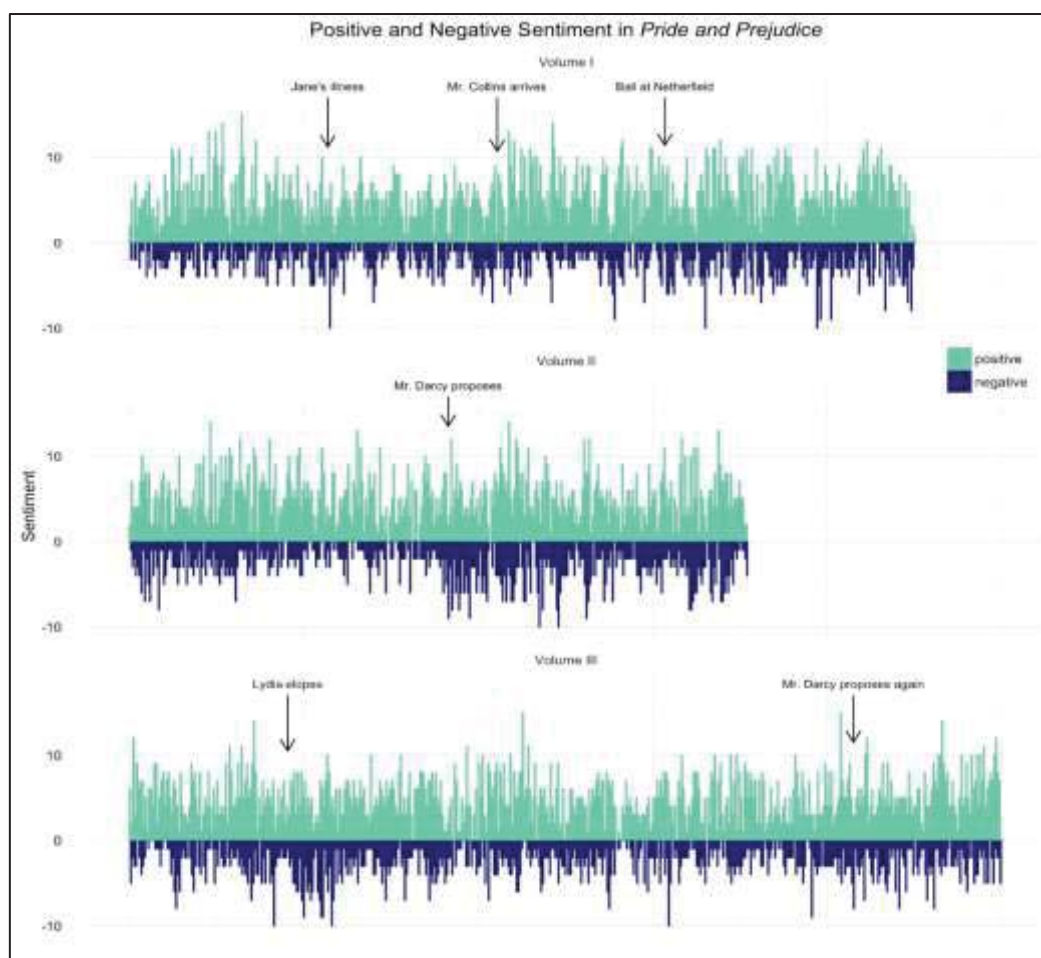 Positive and Negative Sentiment in Pride and Prejudice
Volume I
Jane's illness
Mr. Collins arrives
Ball at Netherfield
10
0
-10
Volume II
Mr. Darcy proposes
positive
negative
10
0
-10
Sentiment
Volume III
Lydia elopes
Mr. Darcy proposes again
10
0
-10